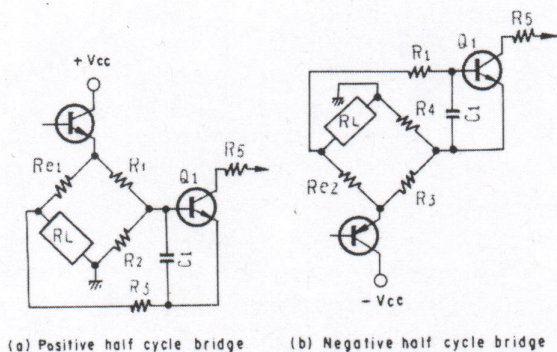 +Vcc
Re1
R1
Q1
R5
RL
R2
C1
R3
(a) Positive half cycle bridge
R5
Q1
R1
C1
RL
R4
Re2
R3
-Vcc
(b) Negative half cycle bridge